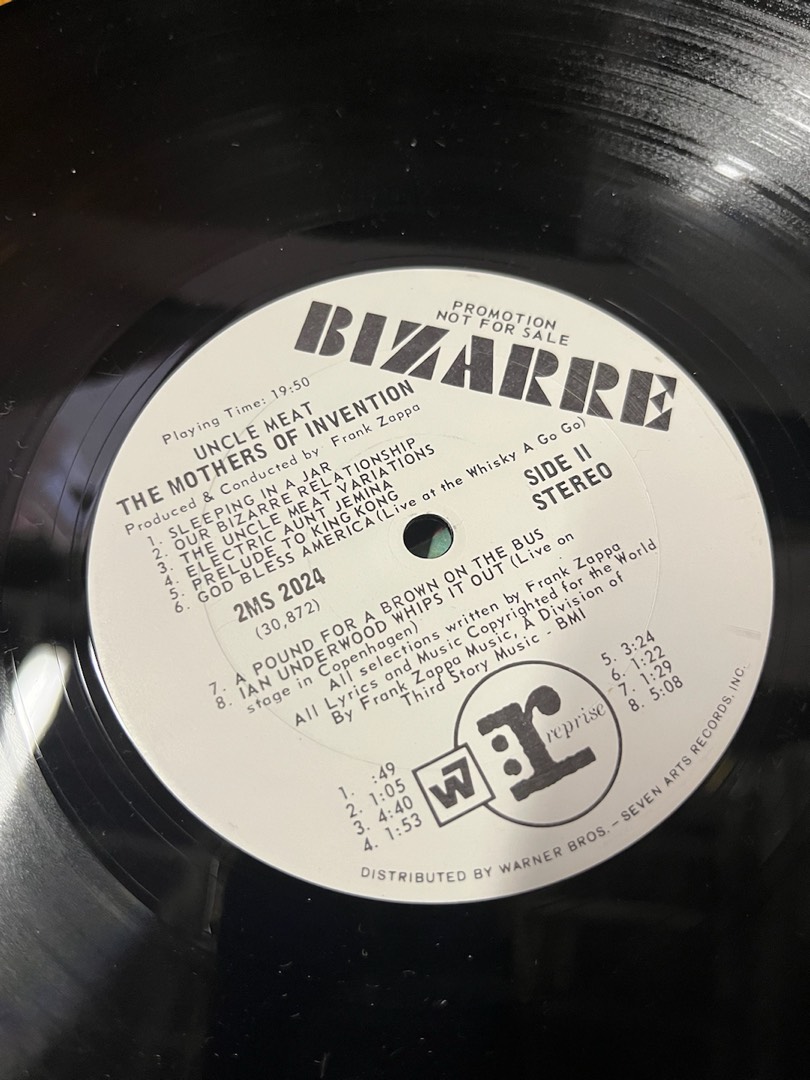 PROMOTION
NOT FOR SALE
BIZARRE
Playing Time: 19:50
UNCLE MEAT
THE MOTHERS OF INVENTION
Produced & Conducted by Frank Zappa
1. SLEEPING IN A JAR
2. OUR BIZARRE RELATIONSHIP
3. THE UNCLE MEAT VARIATIONS
4. ELECTRIC AUNT JEMINA
5. PRELUDE TO KING KONG
6. GOD BLESS AMERICA (Live at the Whisky A Go Go)
SIDE II
STEREO
2MS 2024
(30,872)
7. A POUND FOR A BROWN ON THE BUS
8. IAN UNDERWOOD WHIPS IT OUT (Live on
stage in Copenhagen)
All selections written by Frank Zappa
All Lyrics and Music Copyrighted for the World
By Frank Zappa Music, A Division of
Third Story Music - BMI
1. :49
2. 1:05
3. 4:40
4. 1:53
5. 3:24
6. 1:22
7. 1:29
8. 5:08
W7
r: reprise
DISTRIBUTED BY WARNER BROS. – SEVEN ARTS RECORDS, INC.